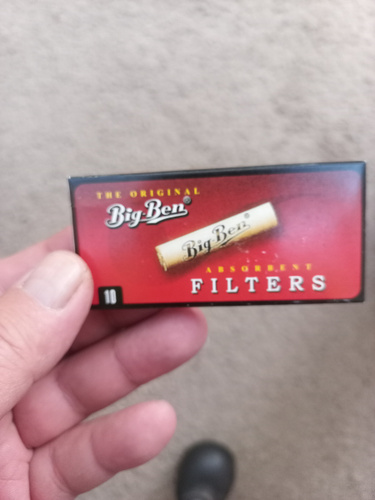 THE ORIGINAL
Big-Ben®
Big-Ben®
ABSORBENT
FILTERS
10